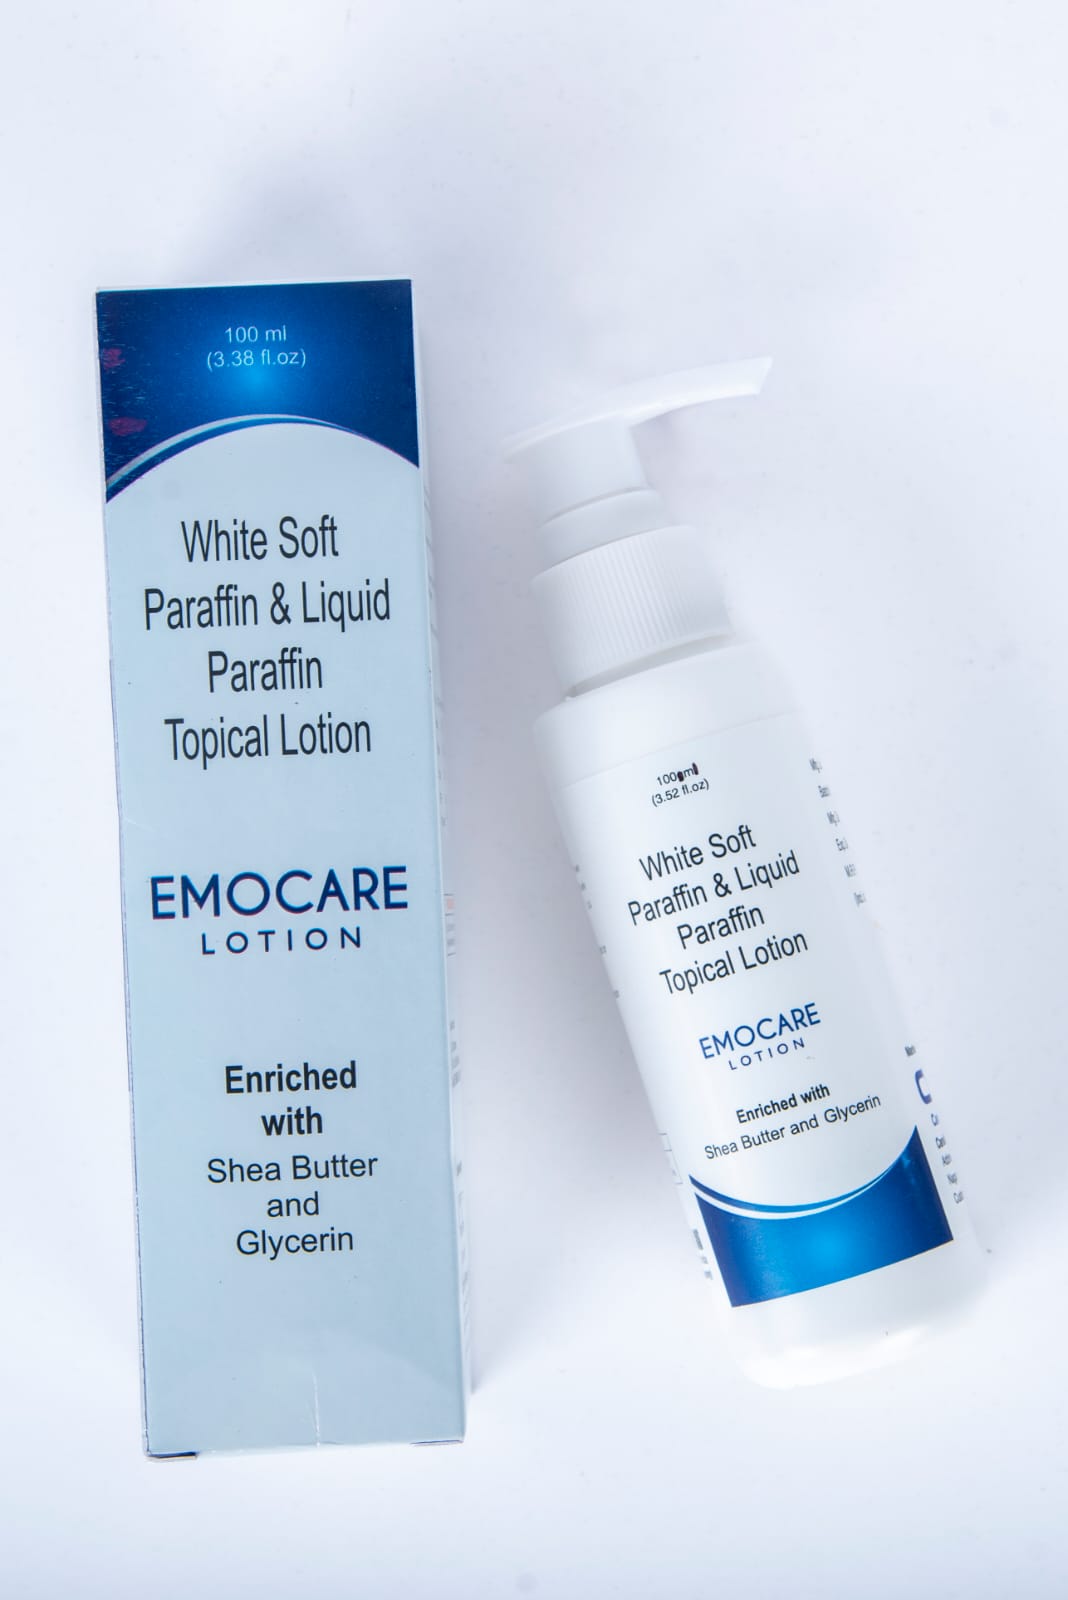 100 ml
(3.38 fl.oz)
White Soft
Paraffin & Liquid
Paraffin
Topical Lotion
EMOCARE
LOTION
Enriched
with
Shea Butter
and
Glycerin
(3.52 fl.oz)
White Soft
Paraffin & Liquid
Paraffin
Topical Lotion
EMOCARE
LOTION
Enriched with
Shea Butter and Glycerin